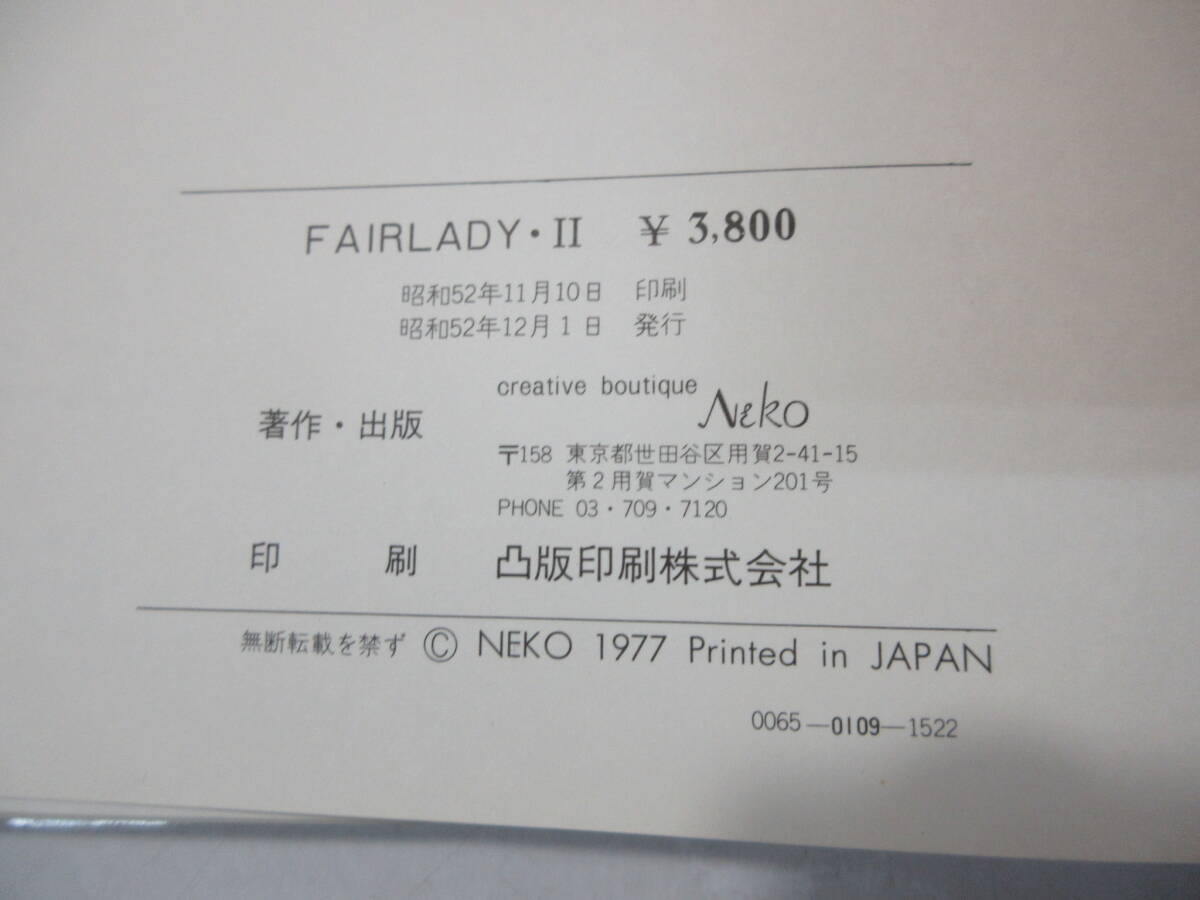 FAIRLADY・II ¥ 3,800
昭和52年11月10日 印刷
昭和52年12月1日 発行
著作・出版 creative boutique Neko
〒158 東京都世田谷区用賀2-41-15
第2用賀マンション201号
PHONE 03・709・7120
印 刷 凸版印刷株式会社
無断転載を禁ず © NEKO 1977 Printed in JAPAN
0065—0109—1522